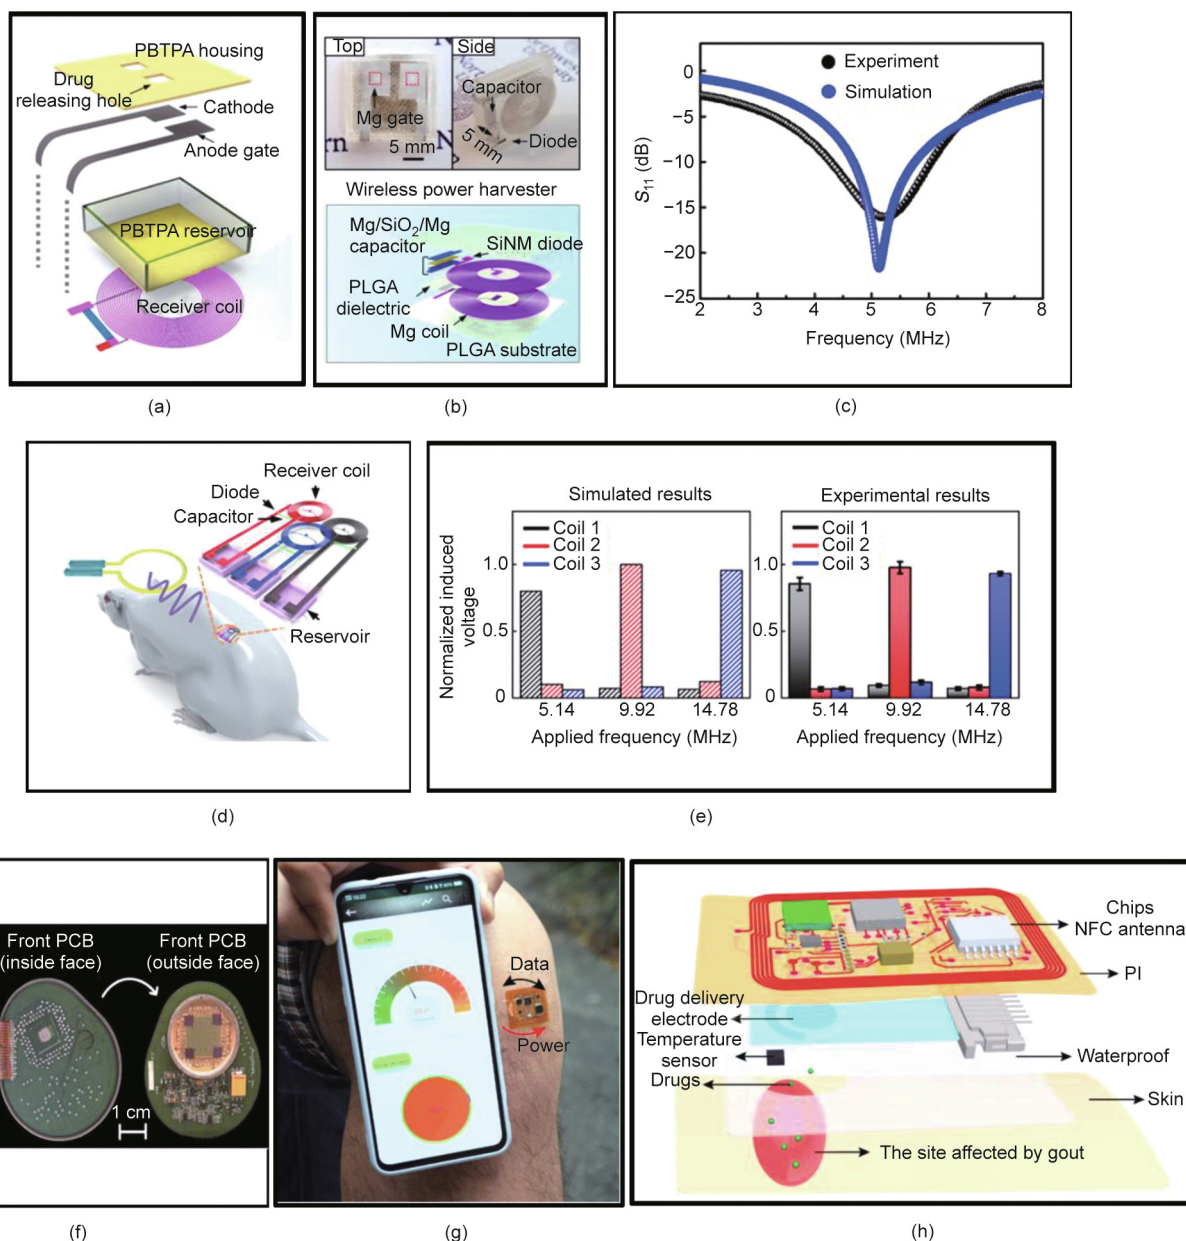 PBTPA housing
Drug
releasing hole
Cathode
Anode gate
PBTPA reservoir
Receiver coil
(a)
Top
Side
Capacitor
Mg gate
5 mm
5 mm
Diode
Wireless power harvester
Mg/SiO2/Mg
capacitor
SiNM diode
PLGA
dielectric
Mg coil
PLGA substrate
(b)
Experiment
Simulation
S11 (dB)
0
−5
−10
−15
−20
−25
2 3 4 5 6 7 8
Frequency (MHz)
(c)
Receiver coil
Diode
Capacitor
Reservoir
(d)
Simulated results
Coil 1
Coil 2
Coil 3
Normalized induced
voltage
1.0
0.5
0
5.14 9.92 14.78
Applied frequency (MHz)
Experimental results
Coil 1
Coil 2
Coil 3
1.0
0.5
0
5.14 9.92 14.78
Applied frequency (MHz)
(e)
Front PCB
(inside face)
Front PCB
(outside face)
1 cm
(f)
Data
Power
(g)
Chips
NFC antenna
PI
Drug delivery
electrode
Temperature
sensor
Drugs
Waterproof
Skin
The site affected by gout
(h)